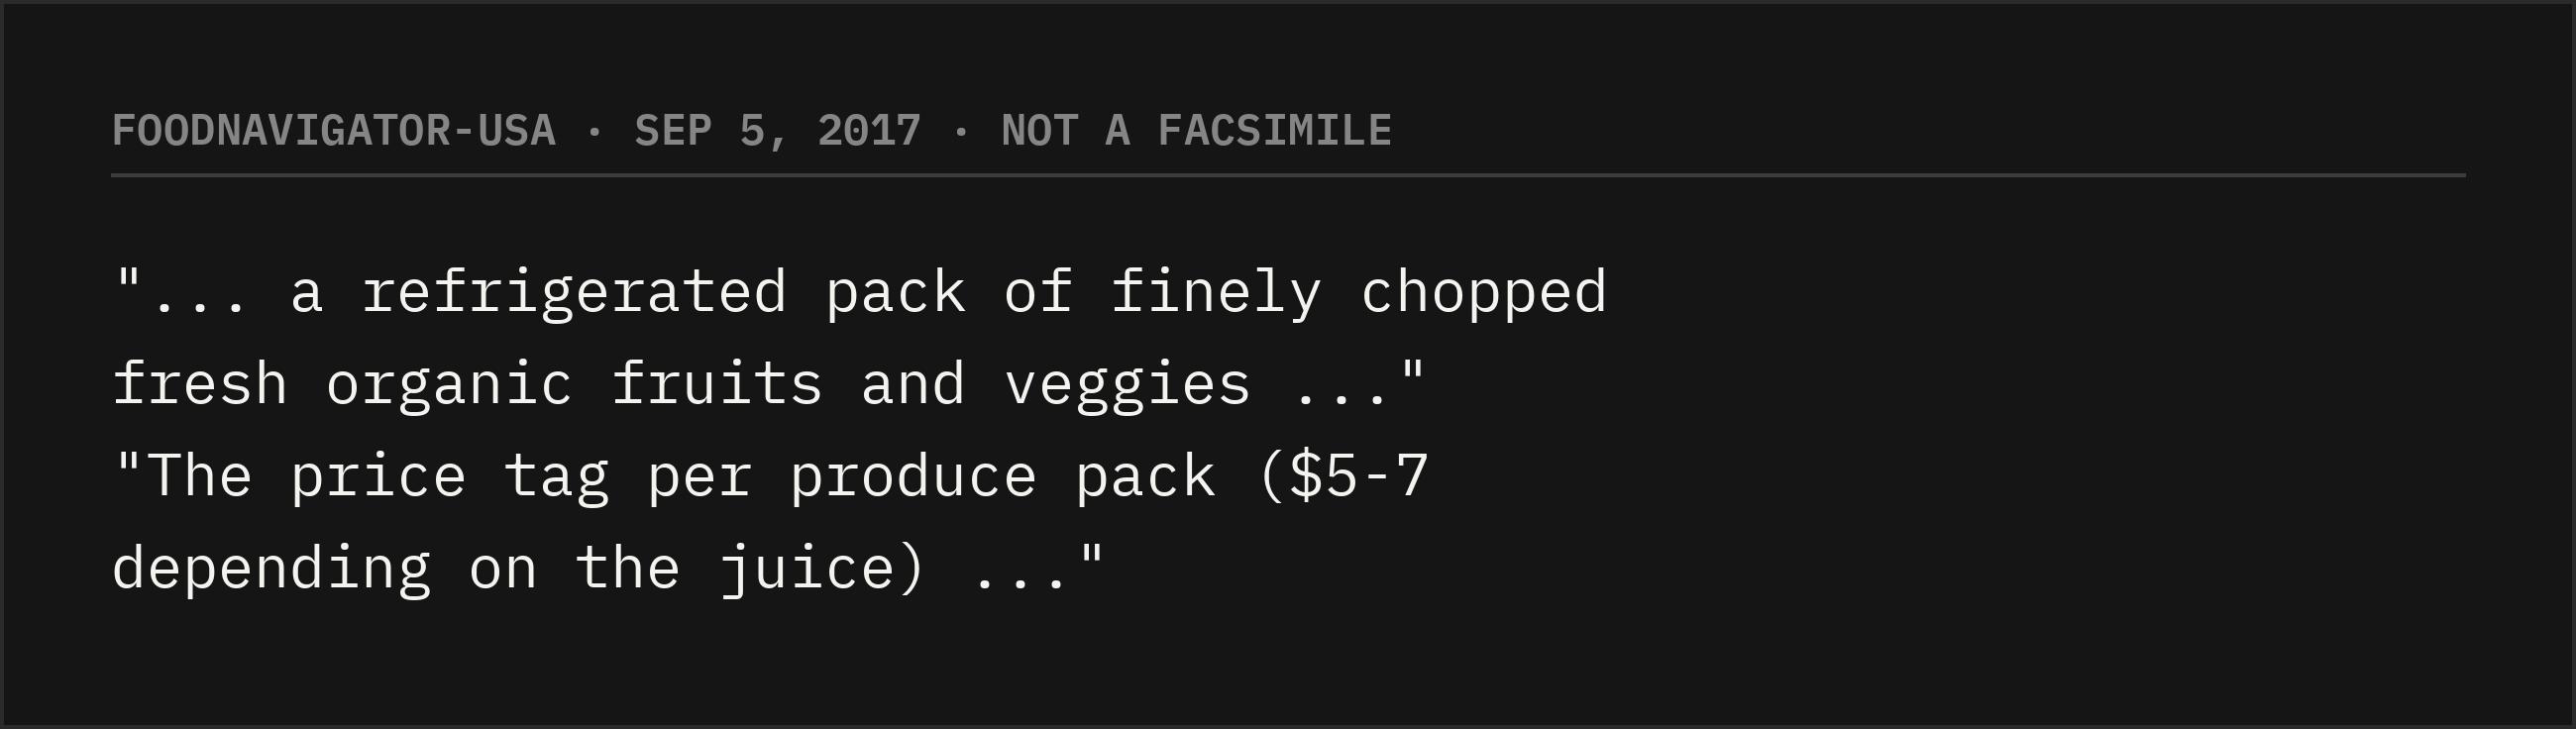 FOODNAVIGATOR-USA · SEP 5, 2017 · NOT A FACSIMILE
"... a refrigerated pack of finely chopped
fresh organic fruits and veggies ..."
"The price tag per produce pack ($5-7
depending on the juice) ..."